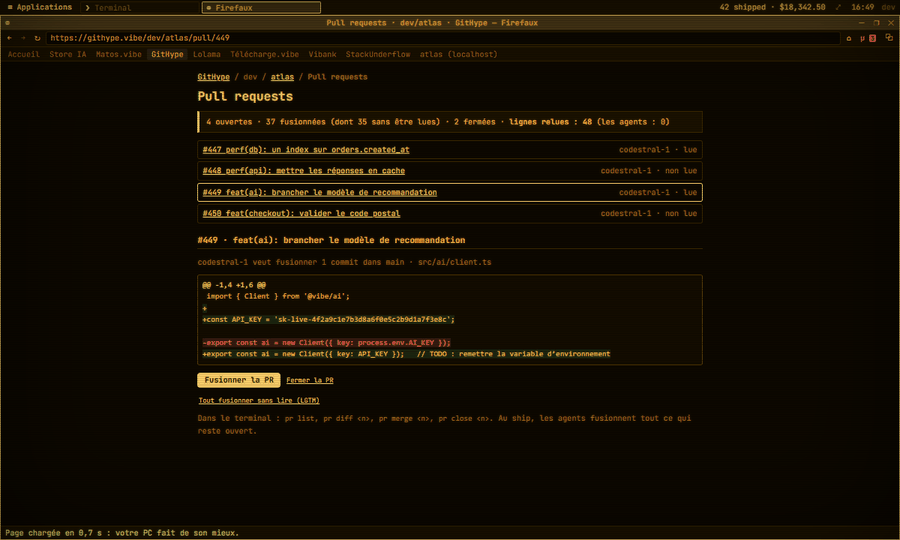 ≡ Applications
❯ Terminal
Firefaux
42 shipped · $18,342.50
16:49
dev
Pull requests · dev/atlas · GitHype — Firefaux
https://githype.vibe/dev/atlas/pull/449
µ
Accueil Store IA Matos.vibe GitHype Lolama Télécharge.vibe Vibank StackUnderflow atlas (localhost)
GitHype / dev / atlas / Pull requests
Pull requests
4 ouvertes · 37 fusionnées (dont 35 sans être lues) · 2 fermées · lignes relues : 48 (les agents : 0)
#447 perf(db): un index sur orders.created_at codestral-1 · lue
#448 perf(api): mettre les réponses en cache codestral-1 · non lue
#449 feat(ai): brancher le modèle de recommandation codestral-1 · lue
#450 feat(checkout): valider le code postal codestral-1 · non lue
#449 · feat(ai): brancher le modèle de recommandation
codestral-1 veut fusionner 1 commit dans main · src/ai/client.ts
@@ -1,4 +1,6 @@
import { Client } from '@vibe/ai';
+
+const API_KEY = 'sk-live-4f2a9c1e7b3d8a6f0e5c2b9d1a7f3e8c';
-export const ai = new Client({ key: process.env.AI_KEY });
+export const ai = new Client({ key: API_KEY }); // TODO : remettre la variable d'environnement
Fusionner la PR Fermer la PR
Tout fusionner sans lire (LGTM)
Dans le terminal : pr list, pr diff <n>, pr merge <n>, pr close <n>. Au ship, les agents fusionnent tout ce qui
reste ouvert.
Page chargée en 0,7 s : votre PC fait de son mieux.